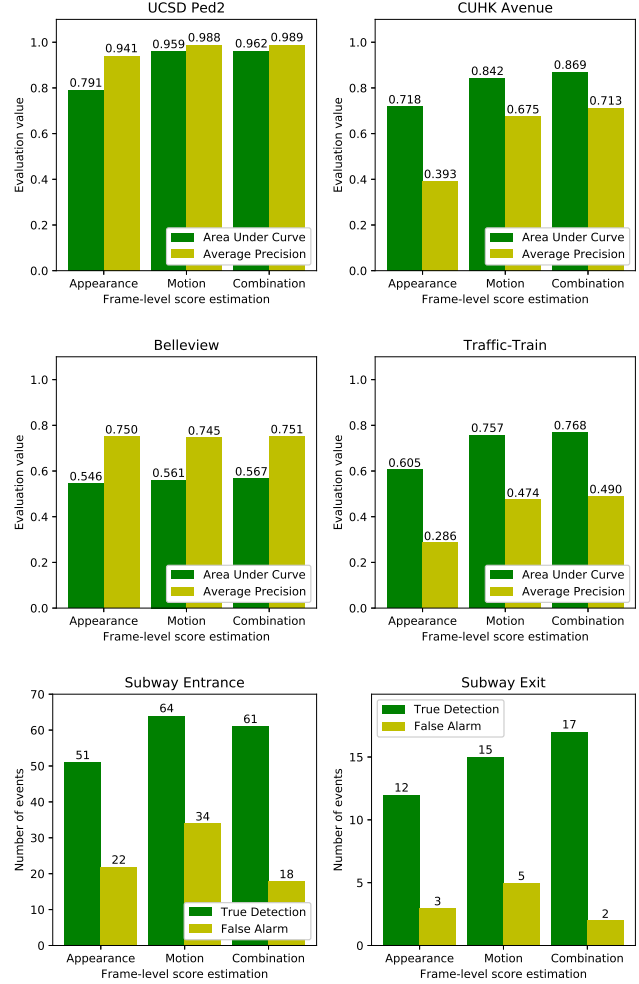 UCSD Ped2
Evaluation value
1.0
0.8
0.6
0.4
0.2
0.0
0.791
0.941
0.959
0.988
0.962
0.989
Area Under Curve
Average Precision
Appearance Motion Combination
Frame-level score estimation
CUHK Avenue
Evaluation value
1.0
0.8
0.6
0.4
0.2
0.0
0.718
0.393
0.842
0.675
0.869
0.713
Area Under Curve
Average Precision
Appearance Motion Combination
Frame-level score estimation
Belleview
Evaluation value
1.0
0.8
0.6
0.4
0.2
0.0
0.546
0.750
0.561
0.745
0.567
0.751
Area Under Curve
Average Precision
Appearance Motion Combination
Frame-level score estimation
Traffic-Train
Evaluation value
1.0
0.8
0.6
0.4
0.2
0.0
0.605
0.286
0.757
0.474
0.768
0.490
Area Under Curve
Average Precision
Appearance Motion Combination
Frame-level score estimation
Subway Entrance
Number of events
70
60
50
40
30
20
10
0
51
22
64
34
61
18
True Detection
False Alarm
Appearance Motion Combination
Frame-level score estimation
Subway Exit
Number of events
15
10
5
0
True Detection
False Alarm
12
3
15
5
17
2
Appearance Motion Combination
Frame-level score estimation